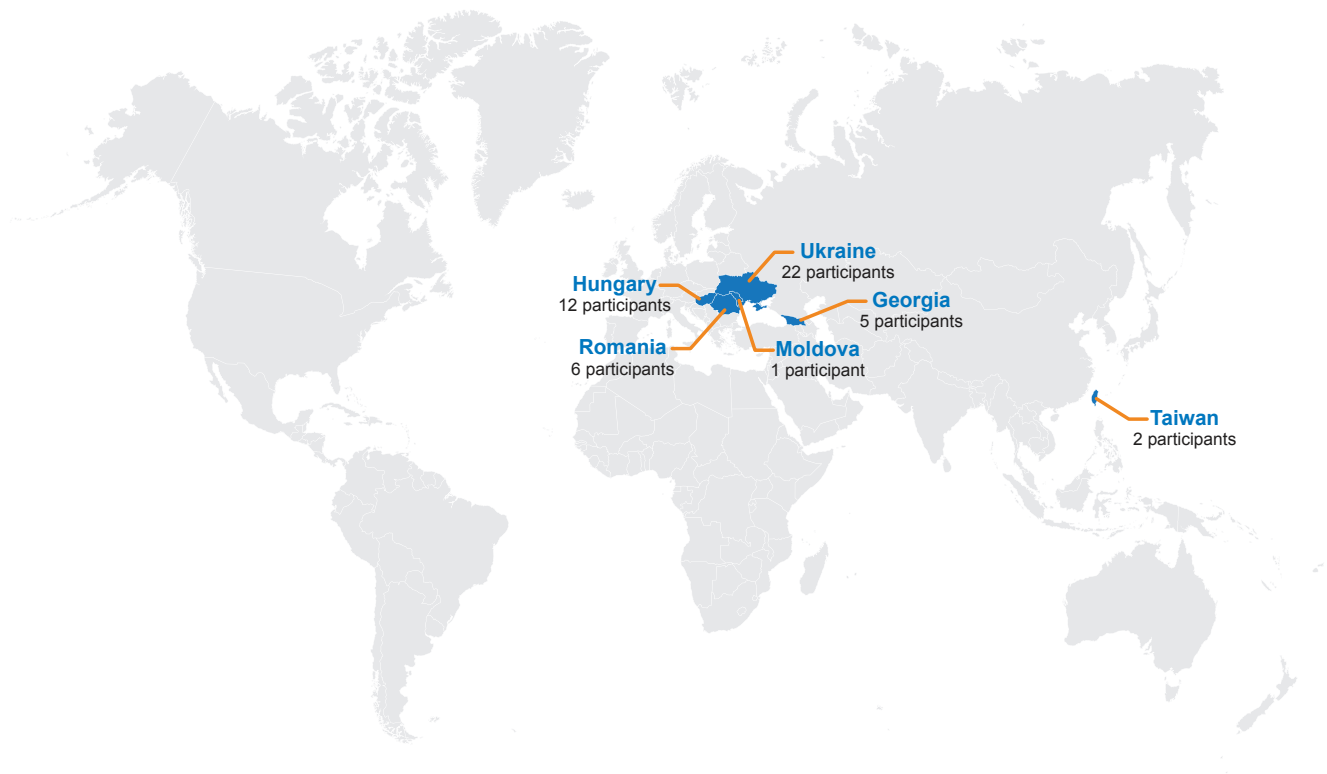 Ukraine
22 participants
Hungary
12 participants
Georgia
5 participants
Romania
6 participants
Moldova
1 participant
Taiwan
2 participants